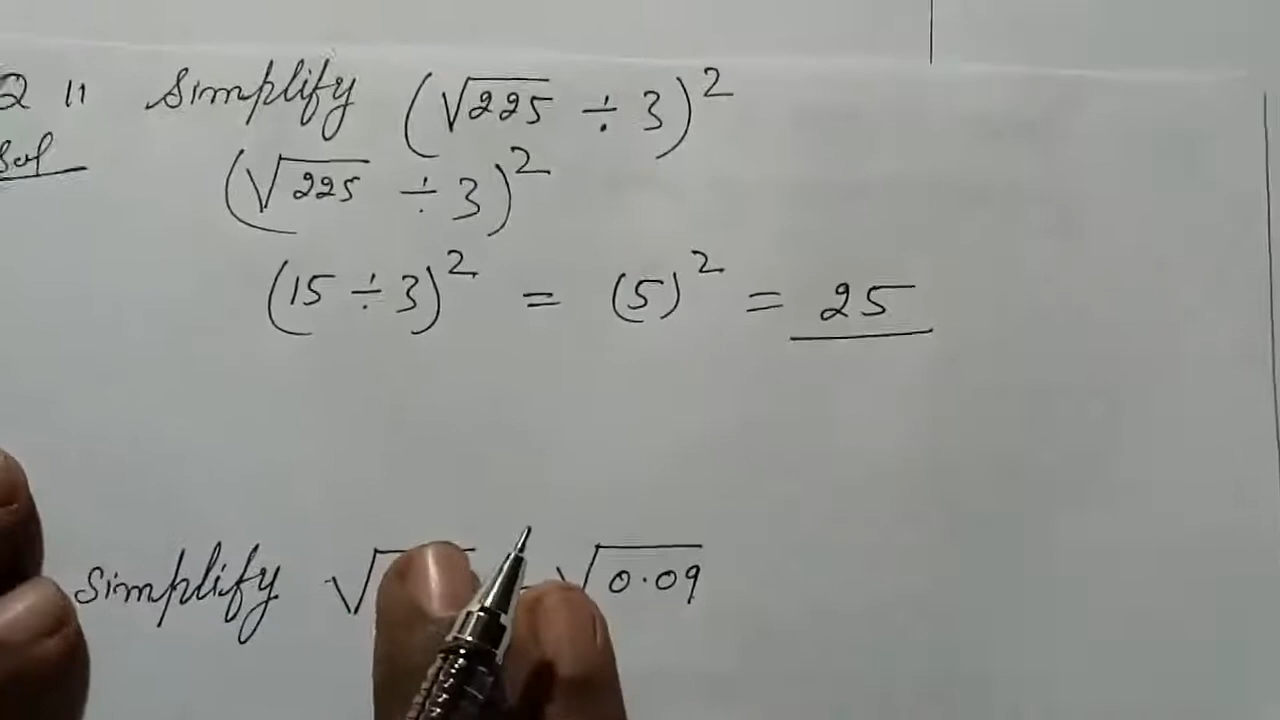 Q 11 Simplify (√225 ÷ 3)²
Sol
(√225 ÷ 3)²
(15 ÷ 3)² = (5)² = 25
Simplify √ √0.09